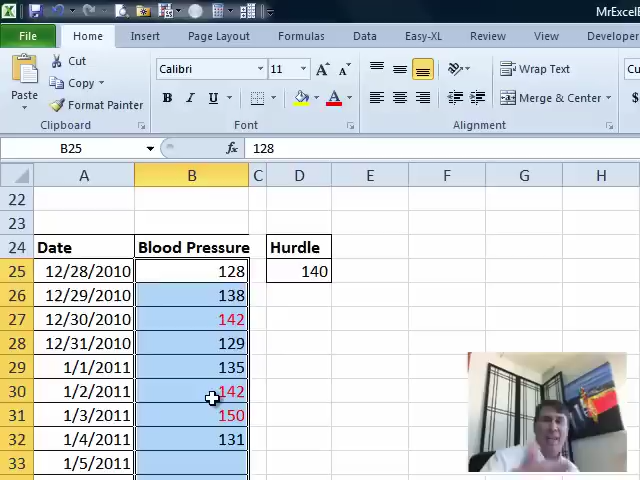 MrExcel
File Home Insert Page Layout Formulas Data Easy-XL Review View Developer
Cut
Copy
Format Painter
Paste
Calibri 11
B I U A
Wrap Text
Merge & Center
$
Clipboard Font Alignment
B25 fx 128
A B C D E F G H
22
23
24 Date Blood Pressure Hurdle
25 12/28/2010 128 140
26 12/29/2010 138
27 12/30/2010 142
28 12/31/2010 129
29 1/1/2011 135
30 1/2/2011 142
31 1/3/2011 150
32 1/4/2011 131
33 1/5/2011